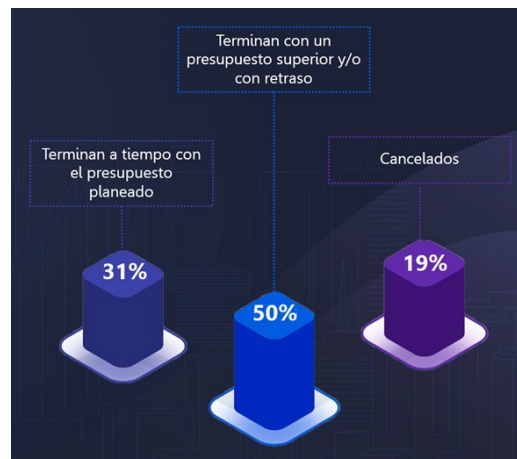 Terminan con un
presupuesto superior y/o
con retraso
Terminan a tiempo con
el presupuesto
planeado
Cancelados
31%
50%
19%